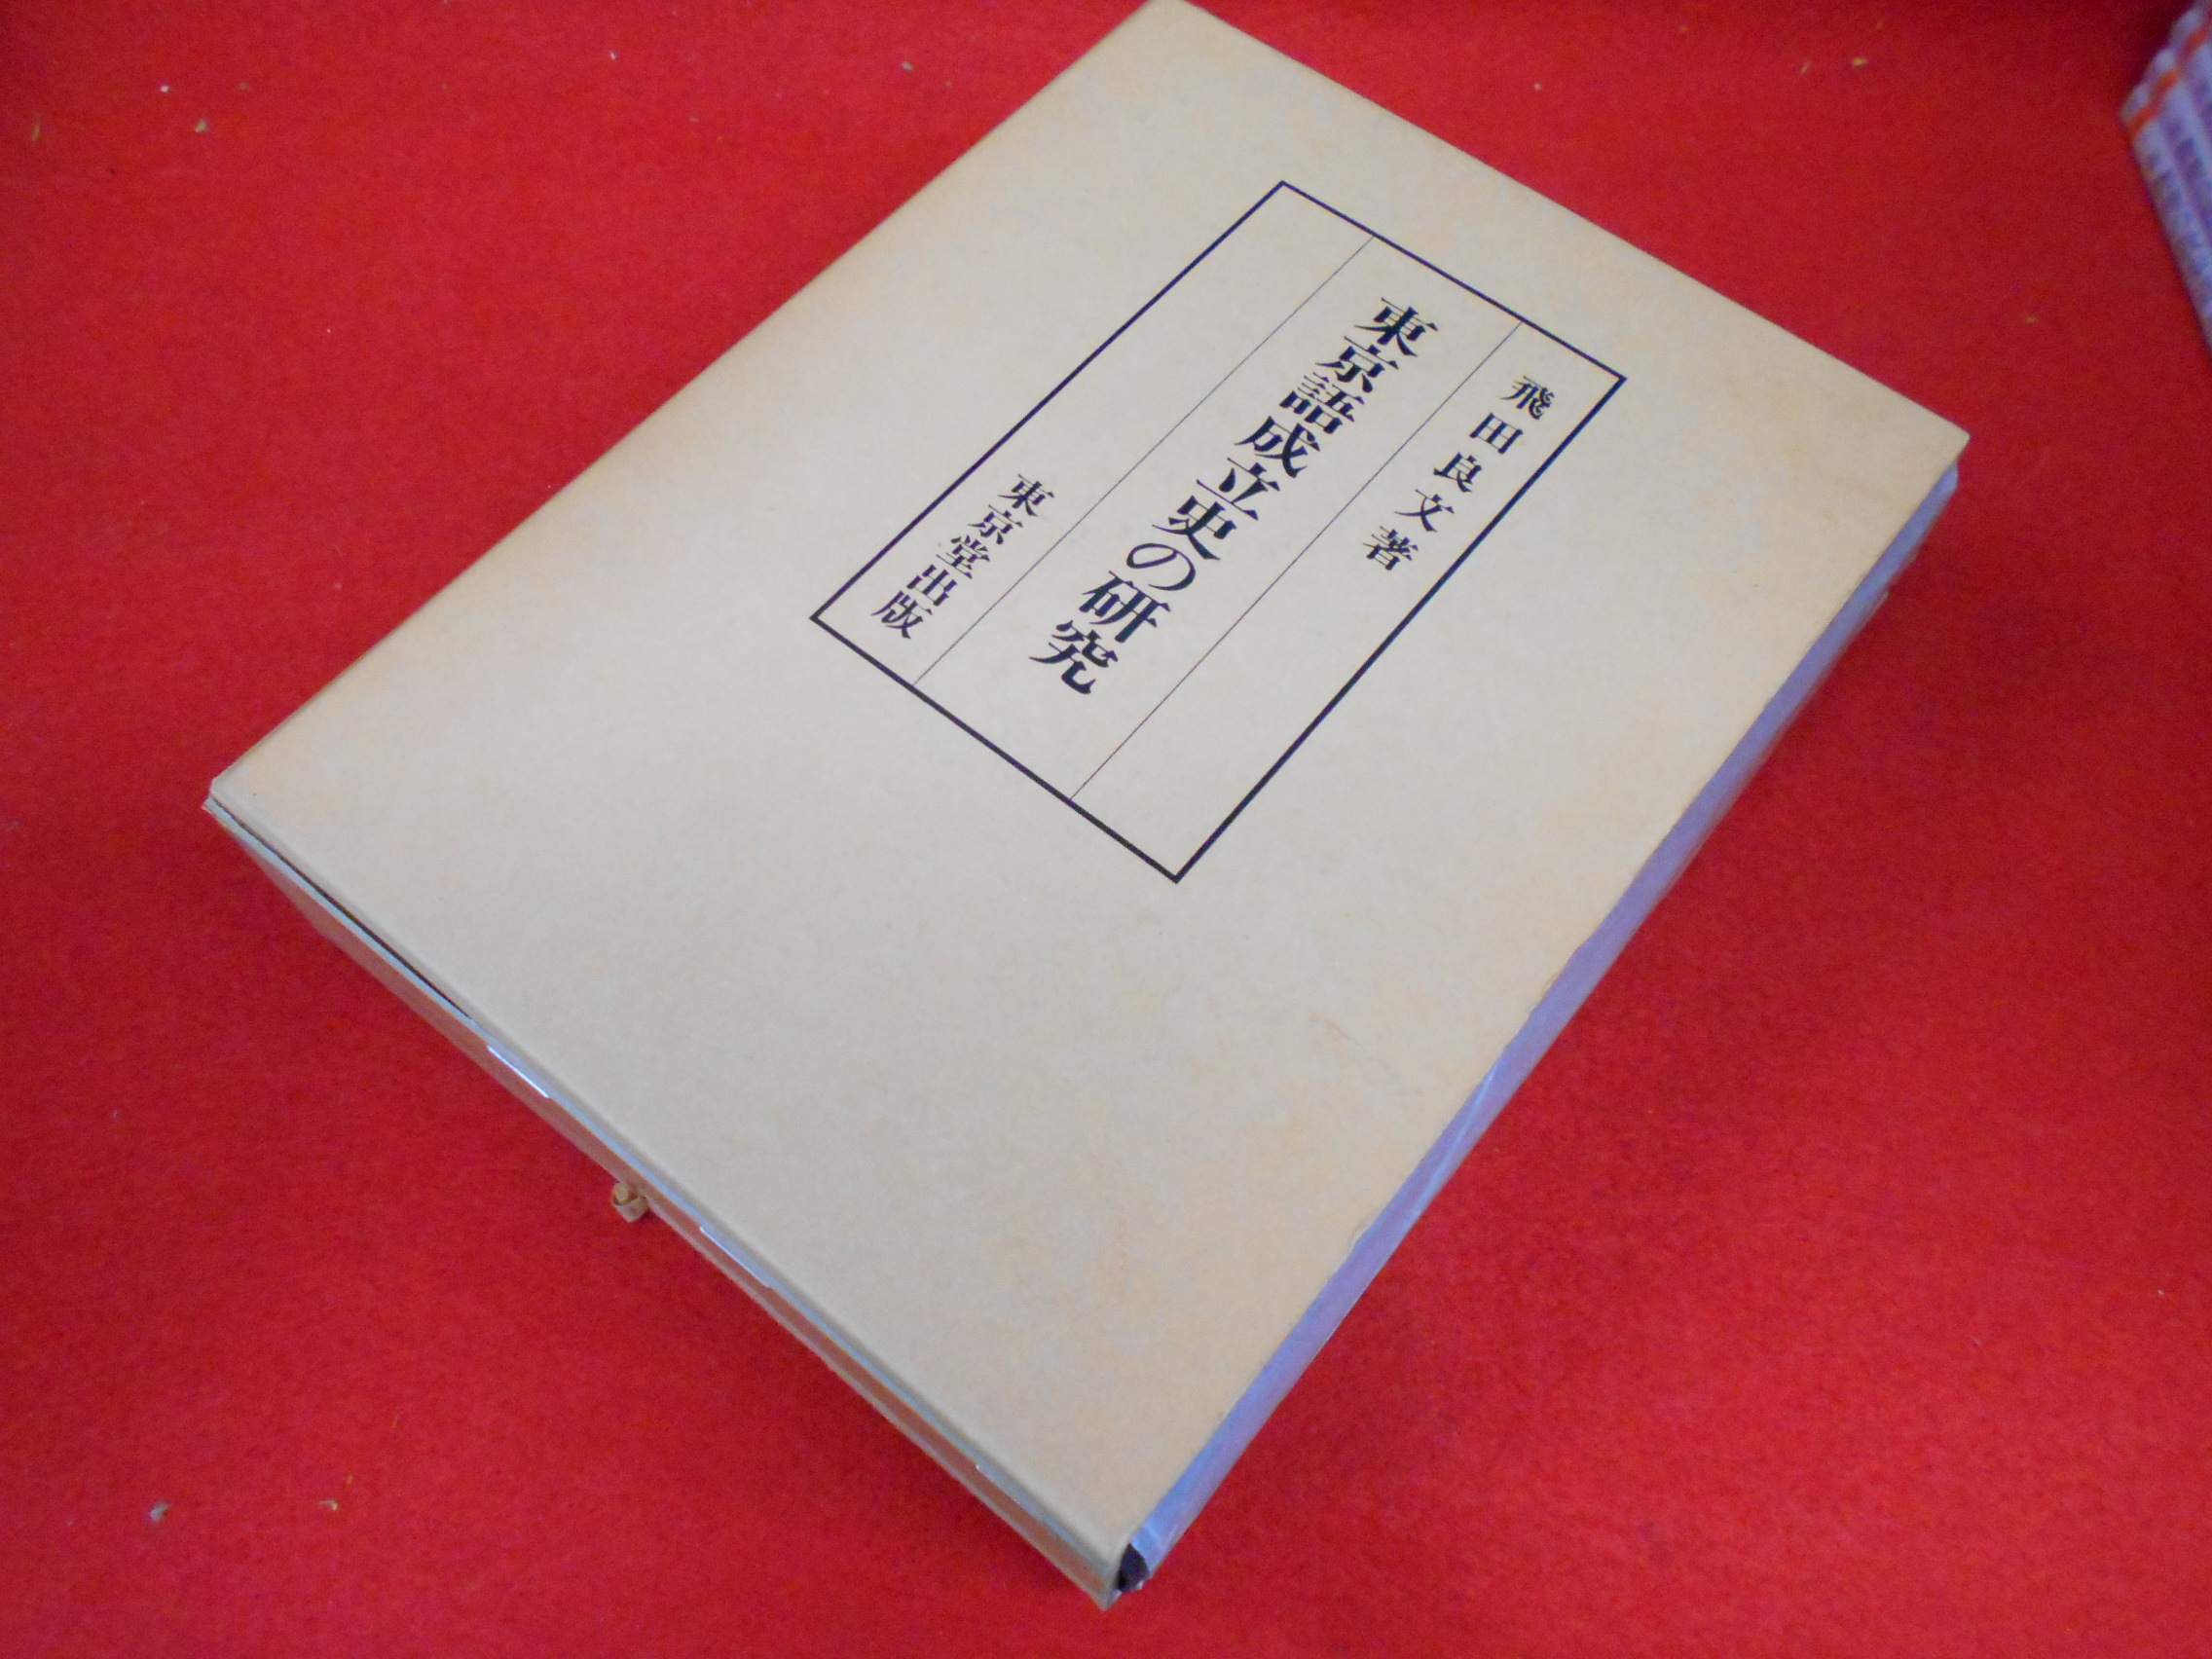 飛田良文著
東京語成立史の研究
東京堂出版